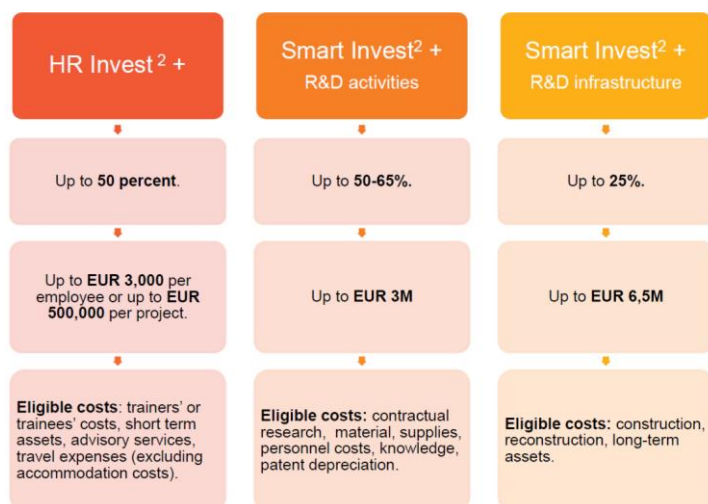 HR Invest ² +
Up to 50 percent.
Up to EUR 3,000 per
employee or up to EUR
500,000 per project.
Eligible costs: trainers' or
trainees' costs, short term
assets, advisory services,
travel expenses (excluding
accommodation costs).
Smart Invest² +
R&D activities
Up to 50-65%.
Up to EUR 3M
Eligible costs: contractual
research, material, supplies,
personnel costs, knowledge,
patent depreciation.
Smart Invest² +
R&D infrastructure
Up to 25%.
Up to EUR 6,5M
Eligible costs: construction,
reconstruction, long-term
assets.